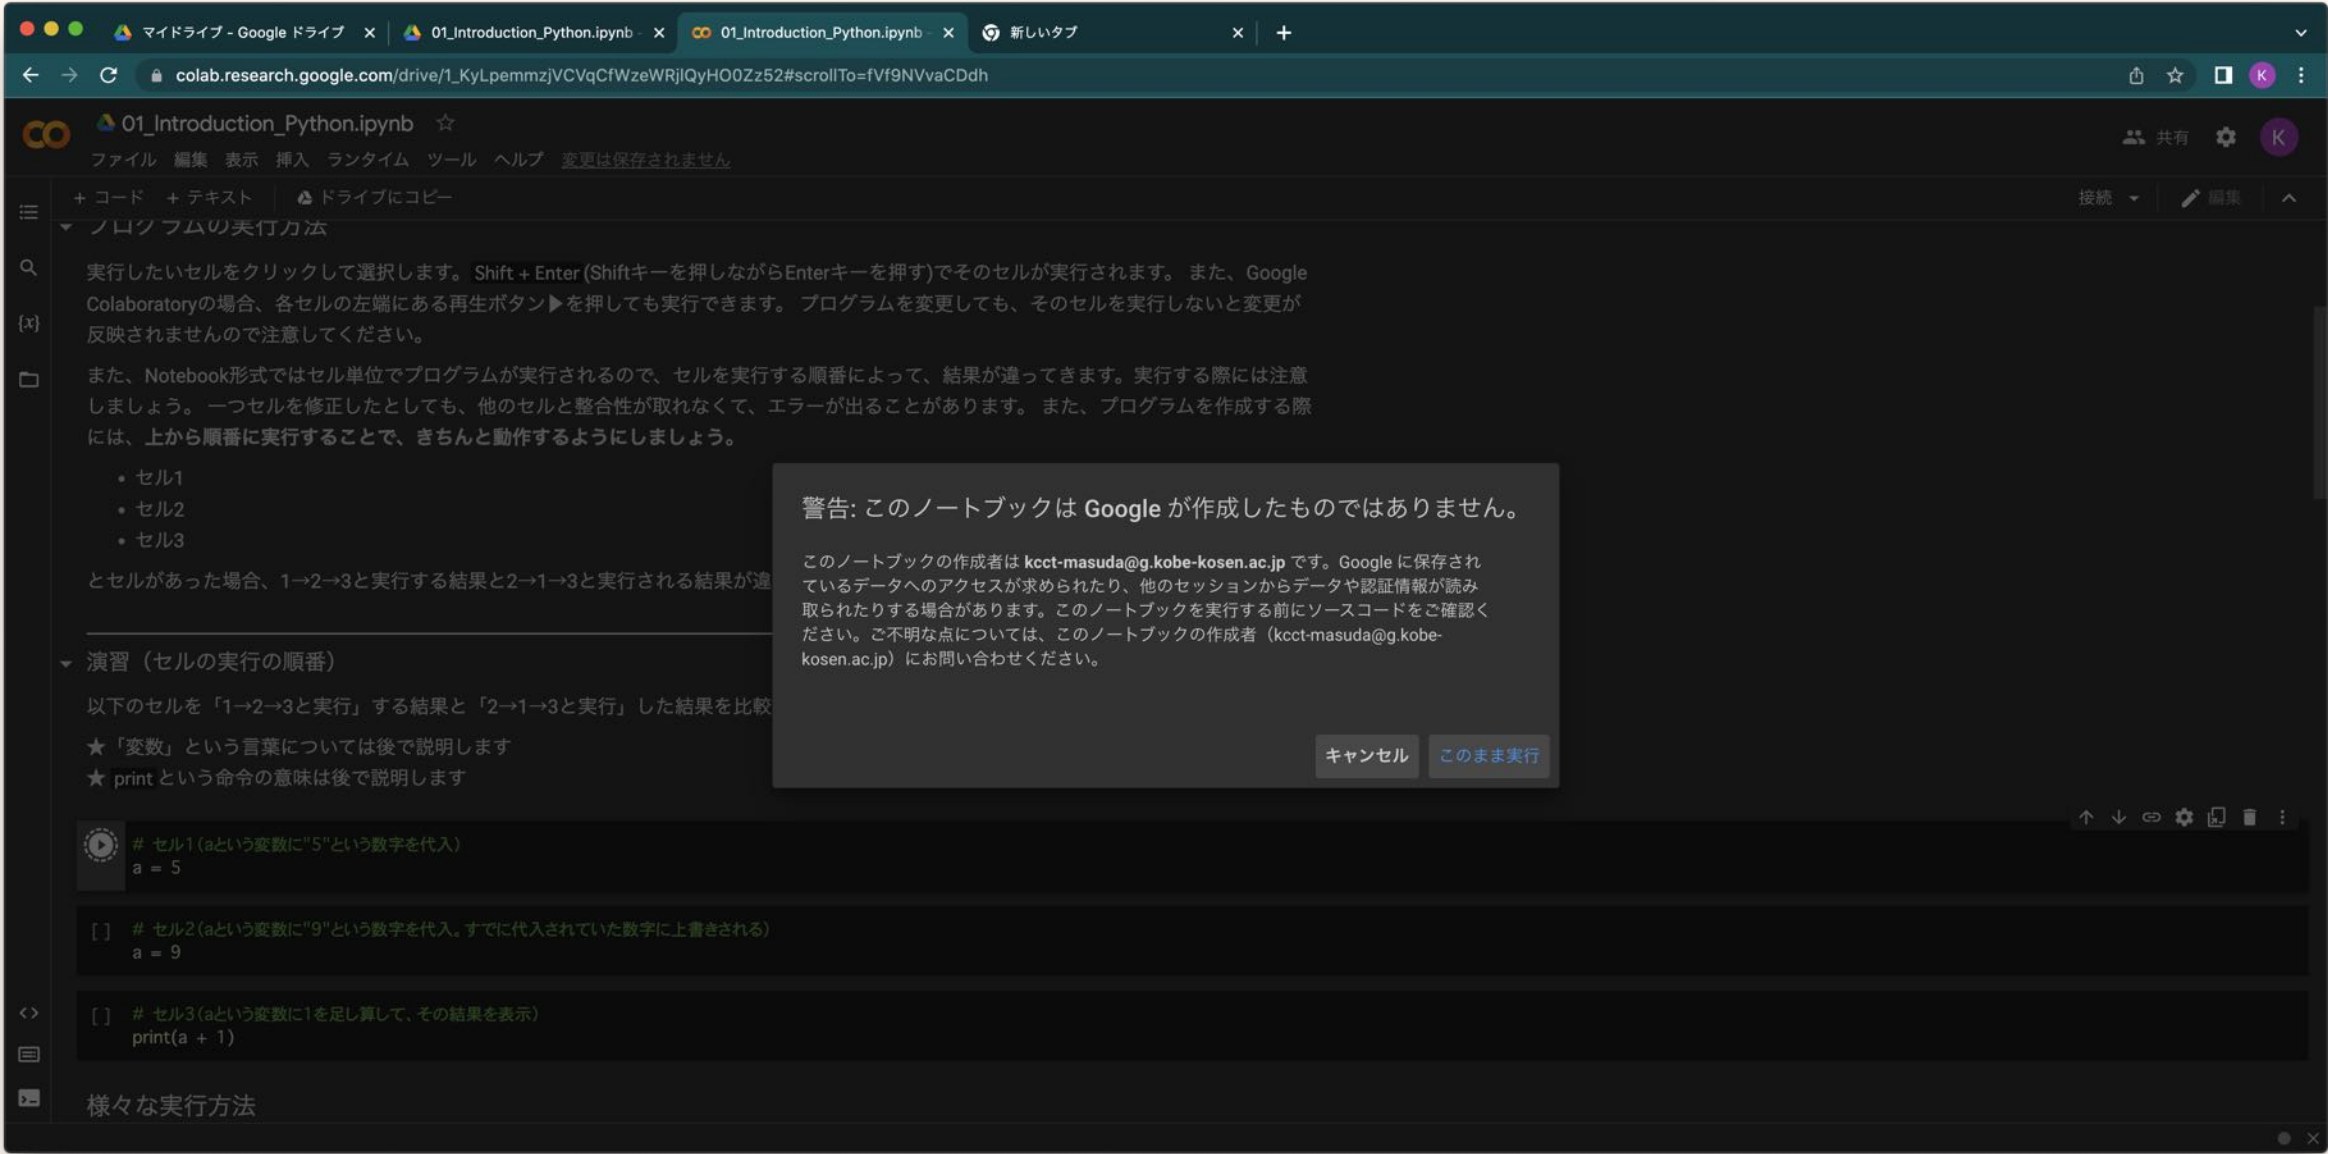 マイドライブ - Google ドライブ
01_Introduction_Python.ipynb -
01_Introduction_Python.ipynb -
新しいタブ
colab.research.google.com/drive/1_KyLpemmzjVCVqCfWzeWRjIQyHO0Zz52#scrollTo=fVf9NVvaCDdh
K
CO
01_Introduction_Python.ipynb
共有
K
ファイル 編集 表示 挿入 ランタイム ツール ヘルプ 変更は保存されません
+ コード + テキスト ドライブにコピー
接続
編集
プログラムの実行方法
実行したいセルをクリックして選択します。 Shift + Enter (Shiftキーを押しながらEnterキーを押す)でそのセルが実行されます。 また、Google
Colaboratoryの場合、各セルの左端にある再生ボタン▶を押しても実行できます。 プログラムを変更しても、そのセルを実行しないと変更が
反映されませんので注意してください。
また、Notebook形式ではセル単位でプログラムが実行されるので、セルを実行する順番によって、結果が違ってきます。実行する際には注意
しましょう。 一つセルを修正したとしても、他のセルと整合性が取れなくて、エラーが出ることがあります。 また、プログラムを作成する際
には、上から順番に実行することで、きちんと動作するようにしましょう。
• セル1
• セル2
• セル3
とセルがあった場合、1→2→3と実行する結果と2→1→3と実行される結果が違
演習（セルの実行の順番）
以下のセルを「1→2→3と実行」する結果と「2→1→3と実行」した結果を比較
★「変数」という言葉については後で説明します
★ print という命令の意味は後で説明します
警告: このノートブックは Google が作成したものではありません。
このノートブックの作成者は kcct-masuda@g.kobe-kosen.ac.jp です。Google に保存され
ているデータへのアクセスが求められたり、他のセッションからデータや認証情報が読み
取られたりする場合があります。このノートブックを実行する前にソースコードをご確認く
ださい。ご不明な点については、このノートブックの作成者（kcct-masuda@g.kobe-
kosen.ac.jp）にお問い合わせください。
キャンセル
このまま実行
# セル1(aという変数に"5"という数字を代入)
a = 5
[ ] # セル2(aという変数に"9"という数字を代入。すでに代入されていた数字に上書きされる)
a = 9
[ ] # セル3(aという変数に1を足し算して、その結果を表示)
print(a + 1)
様々な実行方法
{x}